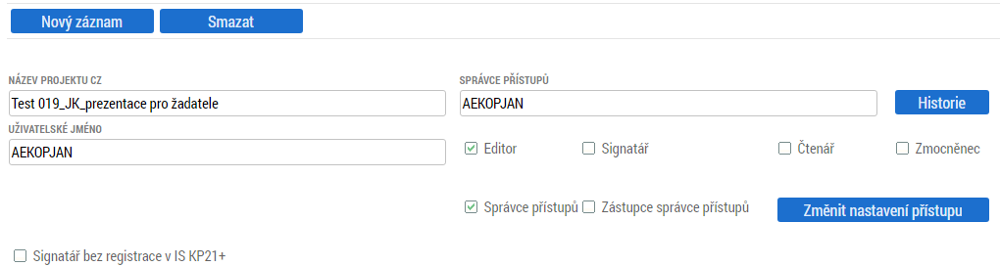 Nový záznam Smazat
NÁZEV PROJEKTU CZ SPRÁVCE PŘÍSTUPŮ
Test 019_JK_prezentace pro žadatele AEKOPJAN Historie
UŽIVATELSKÉ JMÉNO
AEKOPJAN Editor Signatář Čtenář Zmocněnec
Správce přístupů Zástupce správce přístupů Změnit nastavení přístupu
Signatář bez registrace v IS KP21+